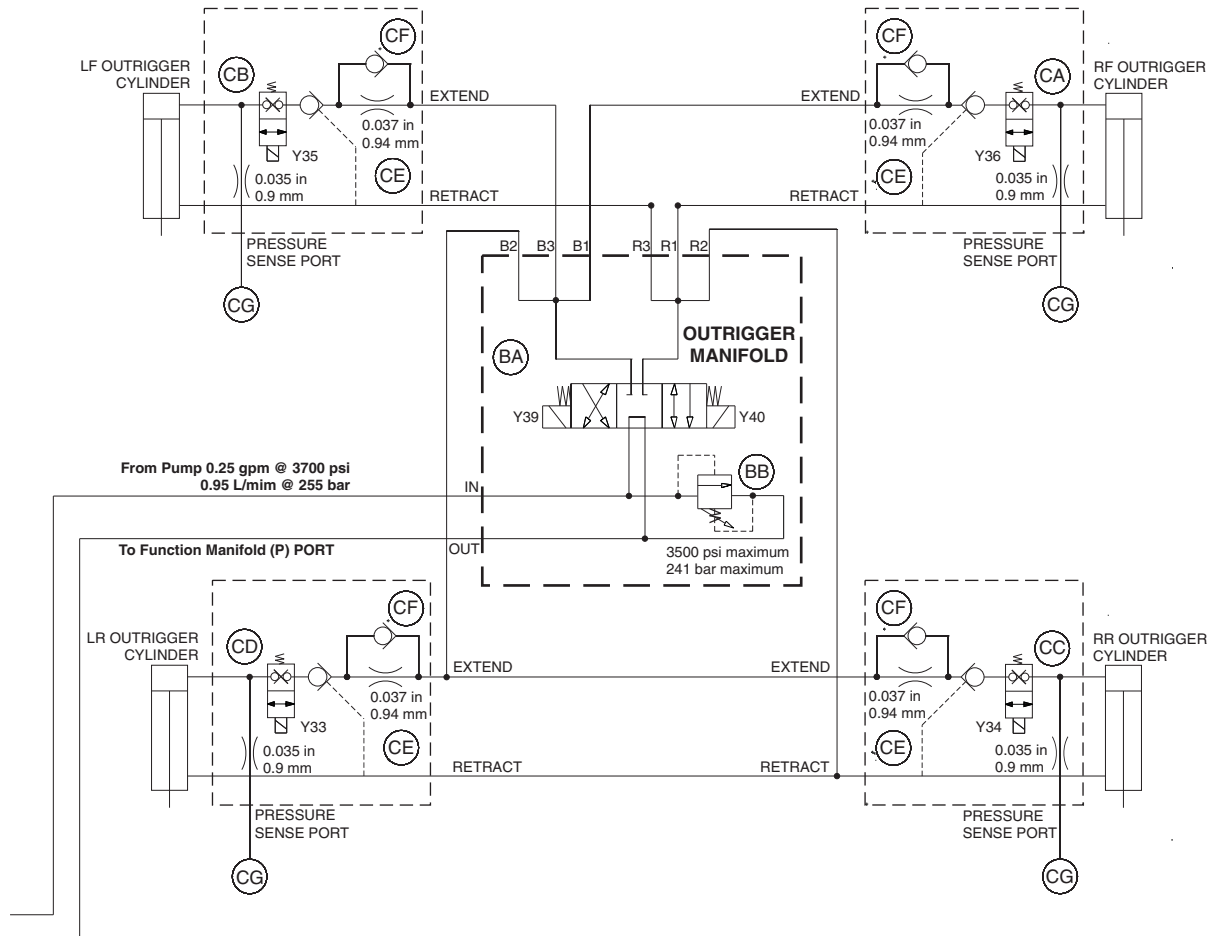 CF
CF
LF OUTRIGGER
CYLINDER
CB
CA
RF OUTRIGGER
CYLINDER
EXTEND
EXTEND
0.037 in
0.94 mm
0.037 in
0.94 mm
Y35
Y36
CE
CE
0.035 in
0.9 mm
0.035 in
0.9 mm
RETRACT
RETRACT
PRESSURE
SENSE PORT
B2
B3
B1
R3
R1
R2
PRESSURE
SENSE PORT
CG
CG
OUTRIGGER
MANIFOLD
BA
Y39
Y40
From Pump 0.25 gpm @ 3700 psi
0.95 L/mim @ 255 bar
IN
BB
To Function Manifold (P) PORT
OUT
3500 psi maximum
241 bar maximum
CF
CF
LR OUTRIGGER
CYLINDER
CD
CC
RR OUTRIGGER
CYLINDER
EXTEND
EXTEND
0.037 in
0.94 mm
0.037 in
0.94 mm
Y33
Y34
CE
CE
0.035 in
0.9 mm
0.035 in
0.9 mm
RETRACT
RETRACT
PRESSURE
SENSE PORT
PRESSURE
SENSE PORT
CG
CG